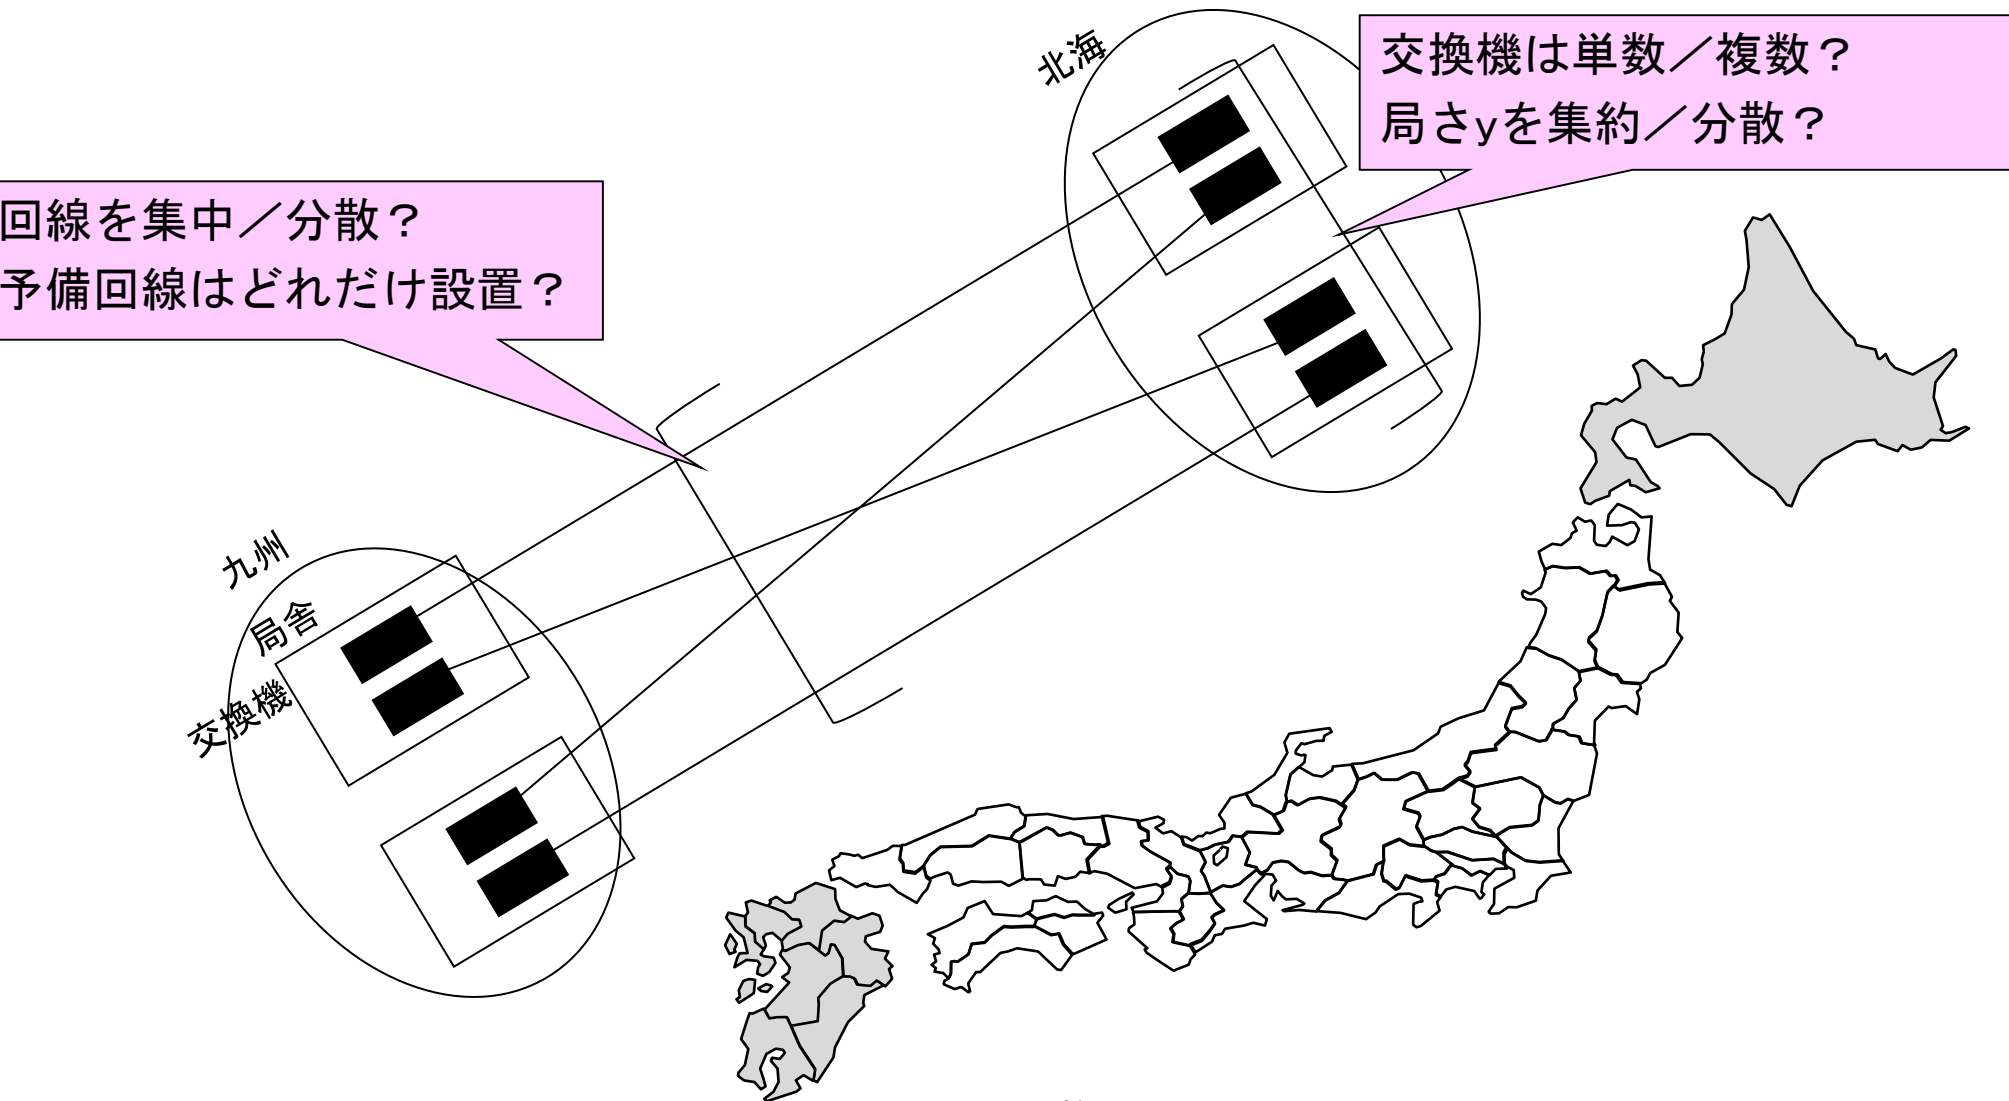 北海
交換機は単数／複数？
局さyを集約／分散？
回線を集中／分散？
予備回線はどれだけ設置？
九州
局舎
交換機